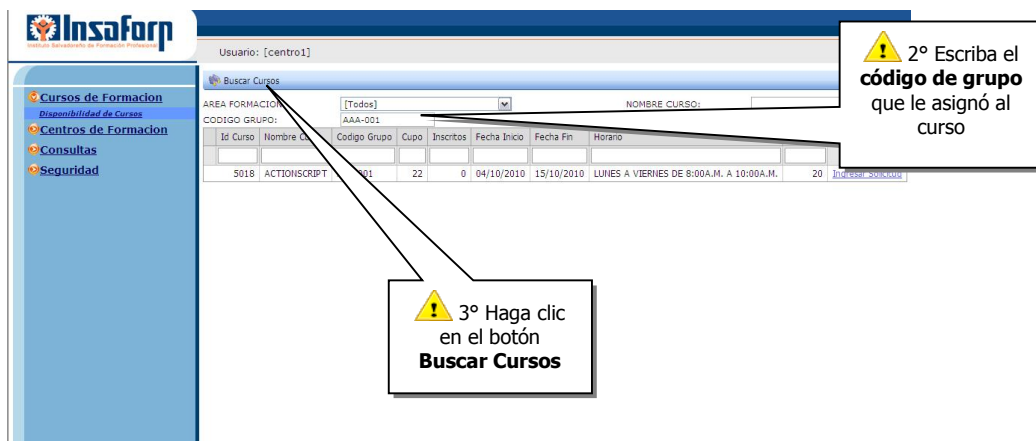 Insaforp
Instituto Salvadoreño de Formación Profesional
Usuario: [centro1]
Buscar Cursos
Cursos de Formacion
Disponibilidad de Cursos
Centros de Formacion
Consultas
Seguridad
AREA FORMACION: [Todos] NOMBRE CURSO:
CODIGO GRUPO: AAA-001
Id Curso Nombre Codigo Grupo Cupo Inscritos Fecha Inicio Fecha Fin Horario
5018 ACTIONSCRIPT 22 0 04/10/2010 15/10/2010 LUNES A VIERNES DE 8:00A.M. A 10:00A.M. 20 Ingresar Solicitud
2° Escriba el
código de grupo
que le asignó al
curso
3° Haga clic
en el botón
Buscar Cursos